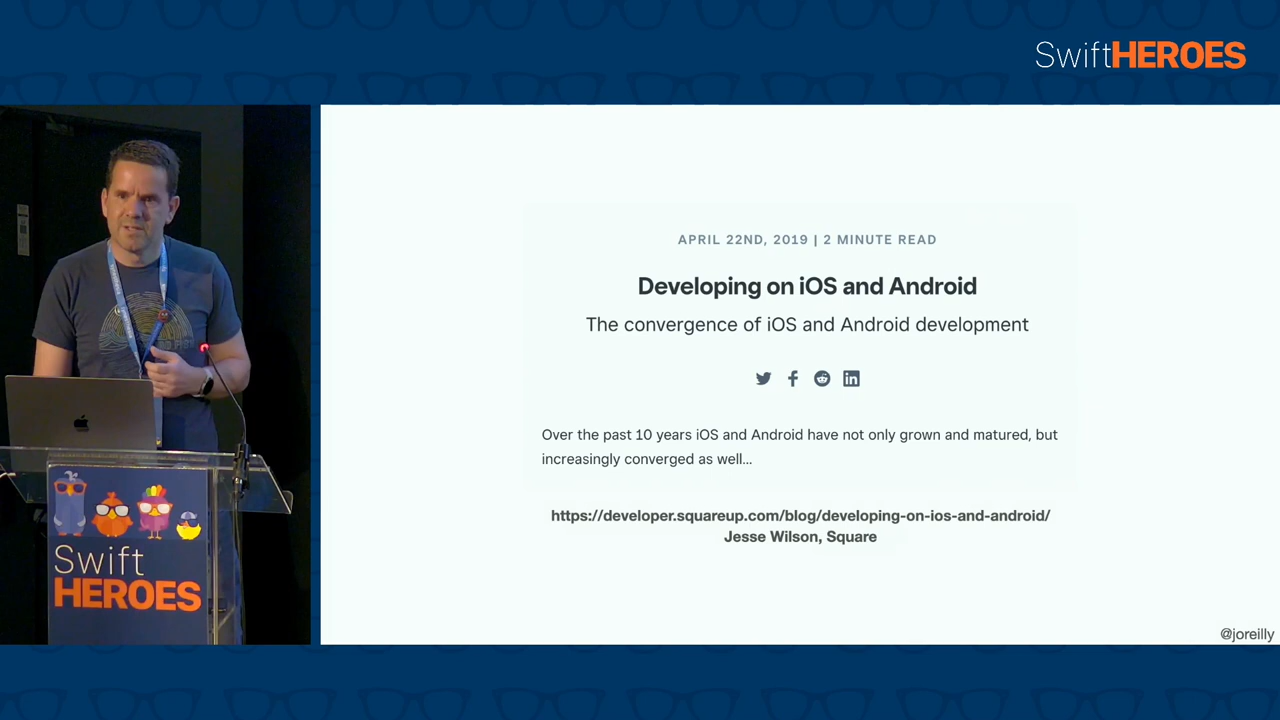 SwiftHEROES
APRIL 22ND, 2019 | 2 MINUTE READ
Developing on iOS and Android
The convergence of iOS and Android development
Over the past 10 years iOS and Android have not only grown and matured, but
increasingly converged as well...
https://developer.squareup.com/blog/developing-on-ios-and-android/
Jesse Wilson, Square
@joreilly
Swift
HEROES